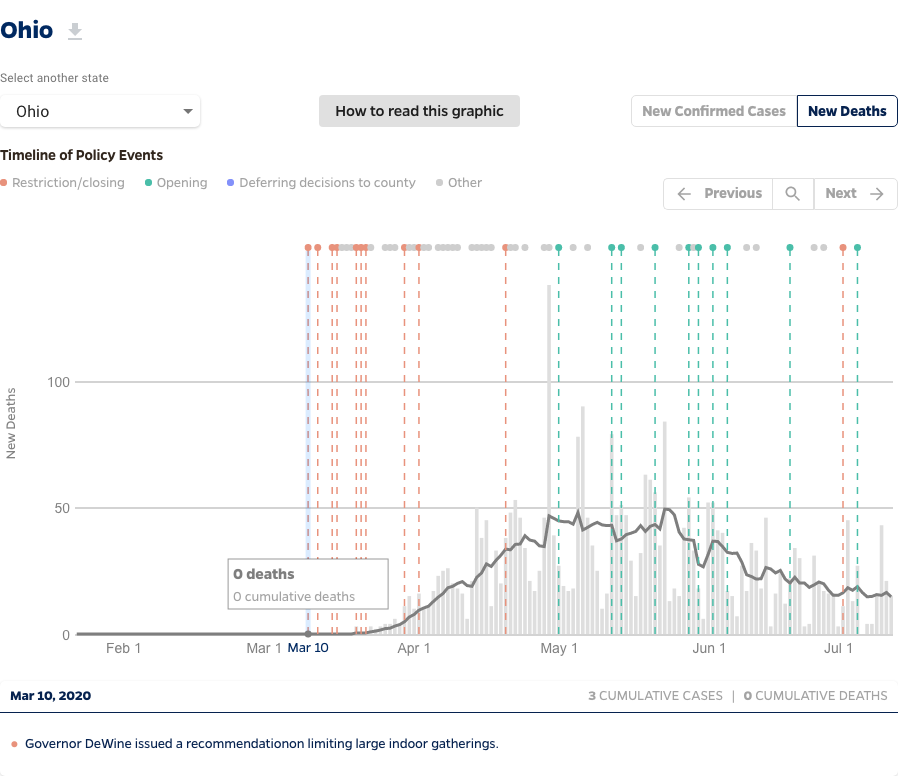 Ohio
Select another state
Ohio
How to read this graphic
New Confirmed Cases New Deaths
Timeline of Policy Events
Restriction/closing Opening Deferring decisions to county Other
Previous Next
New Deaths
100
50
0 deaths
0 cumulative deaths
0
Feb 1 Mar 1 Mar 10 Apr 1 May 1 Jun 1 Jul 1
Mar 10, 2020 3 CUMULATIVE CASES | 0 CUMULATIVE DEATHS
Governor DeWine issued a recommendationon limiting large indoor gatherings.